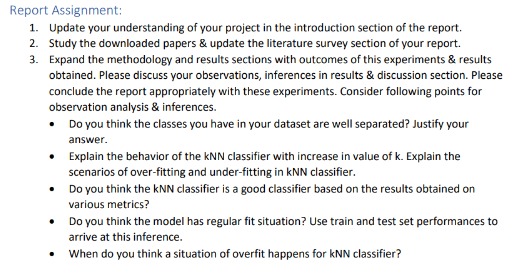 Report Assignment:
1. Update your understanding of your project in the introduction section of the report.
2. Study the downloaded papers & update the literature survey section of your report.
3. Expand the methodology and results sections with outcomes of this experiments & results
obtained. Please discuss your observations, inferences in results & discussion section. Please
conclude the report appropriately with these experiments. Consider following points for
observation analysis & inferences.
• Do you think the classes you have in your dataset are well separated? Justify your
answer.
• Explain the behavior of the kNN classifier with increase in value of k. Explain the
scenarios of over-fitting and under-fitting in kNN classifier.
• Do you think the kNN classifier is a good classifier based on the results obtained on
various metrics?
• Do you think the model has regular fit situation? Use train and test set performances to
arrive at this inference.
• When do you think a situation of overfit happens for kNN classifier?